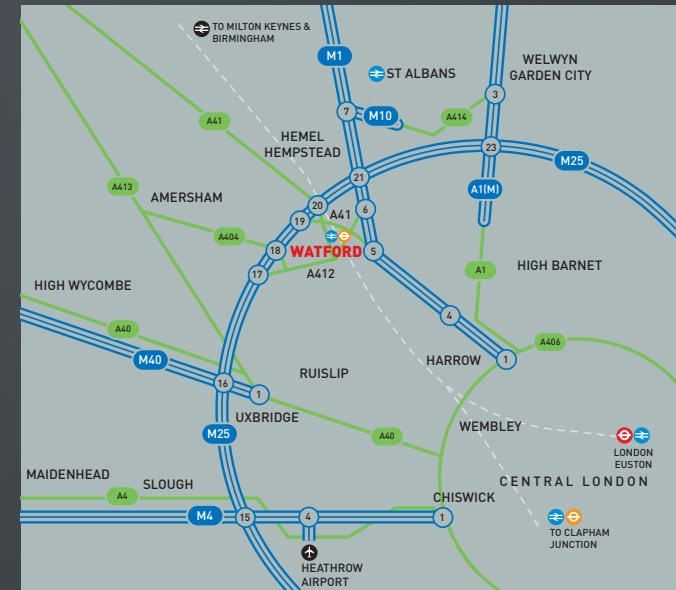 TO MILTON KEYNES &
BIRMINGHAM
M1
ST ALBANS
WELWYN
GARDEN CITY
3
7
M10
A414
A41
HEMEL
HEMPSTEAD
23
M25
21
A413
AMERSHAM
A1(M)
20
A41
6
19
A404
18
WATFORD
5
17
A412
A1
HIGH BARNET
HIGH WYCOMBE
A40
4
M40
A406
HARROW
1
RUISLIP
16
1
UXBRIDGE
M25
A40
WEMBLEY
LONDON
EUSTON
MAIDENHEAD
SLOUGH
CENTRAL LONDON
A4
CHISWICK
M4
15
4
1
TO CLAPHAM
JUNCTION
HEATHROW
AIRPORT